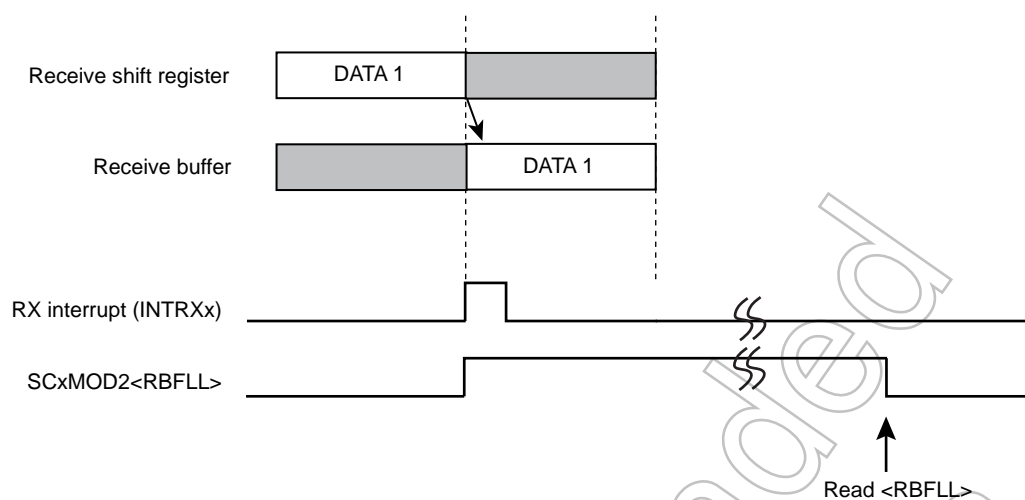 Receive shift register
DATA 1
Receive buffer
DATA 1
RX interrupt (INTRXx)
SCxMOD2<RBFLL>
Read <RBFLL>